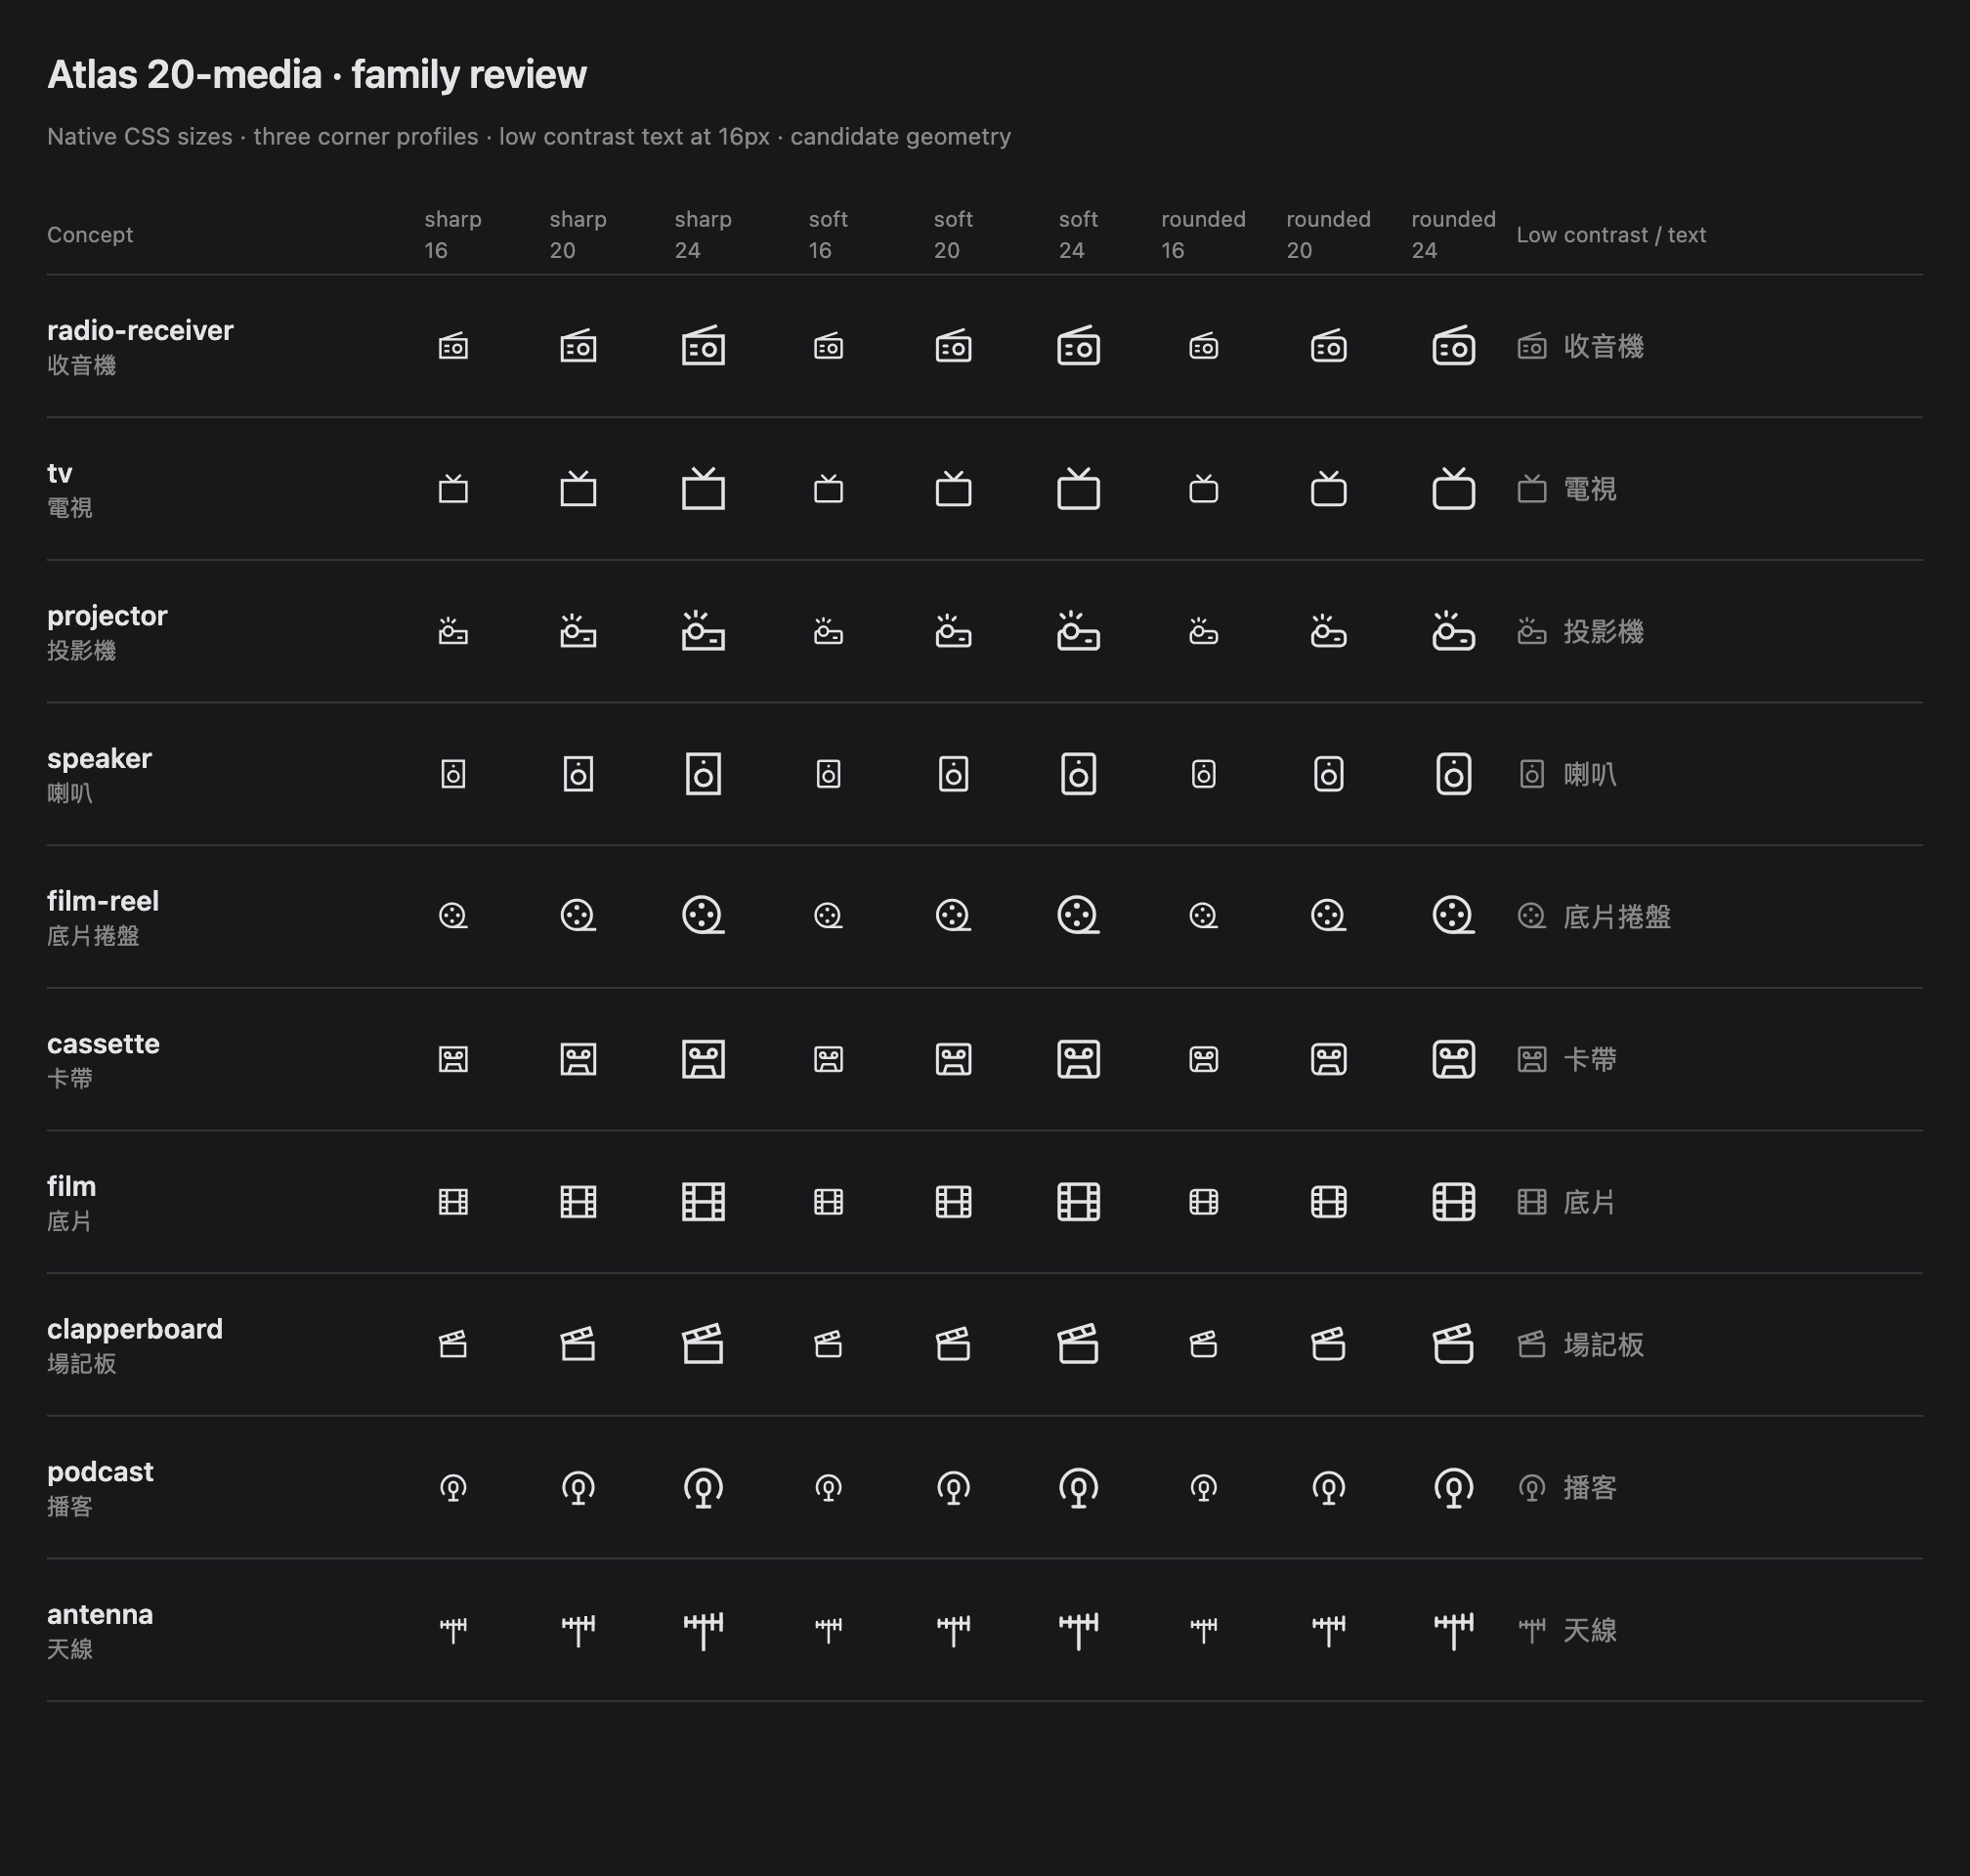 Atlas 20-media · family review
Native CSS sizes · three corner profiles · low contrast text at 16px · candidate geometry
Concept
sharp 16
sharp 20
sharp 24
soft 16
soft 20
soft 24
rounded 16
rounded 20
rounded 24
Low contrast / text
radio-receiver
收音機
收音機
tv
電視
電視
projector
投影機
投影機
speaker
喇叭
喇叭
film-reel
底片捲盤
底片捲盤
cassette
卡帶
卡帶
film
底片
底片
clapperboard
場記板
場記板
podcast
播客
播客
antenna
天線
天線